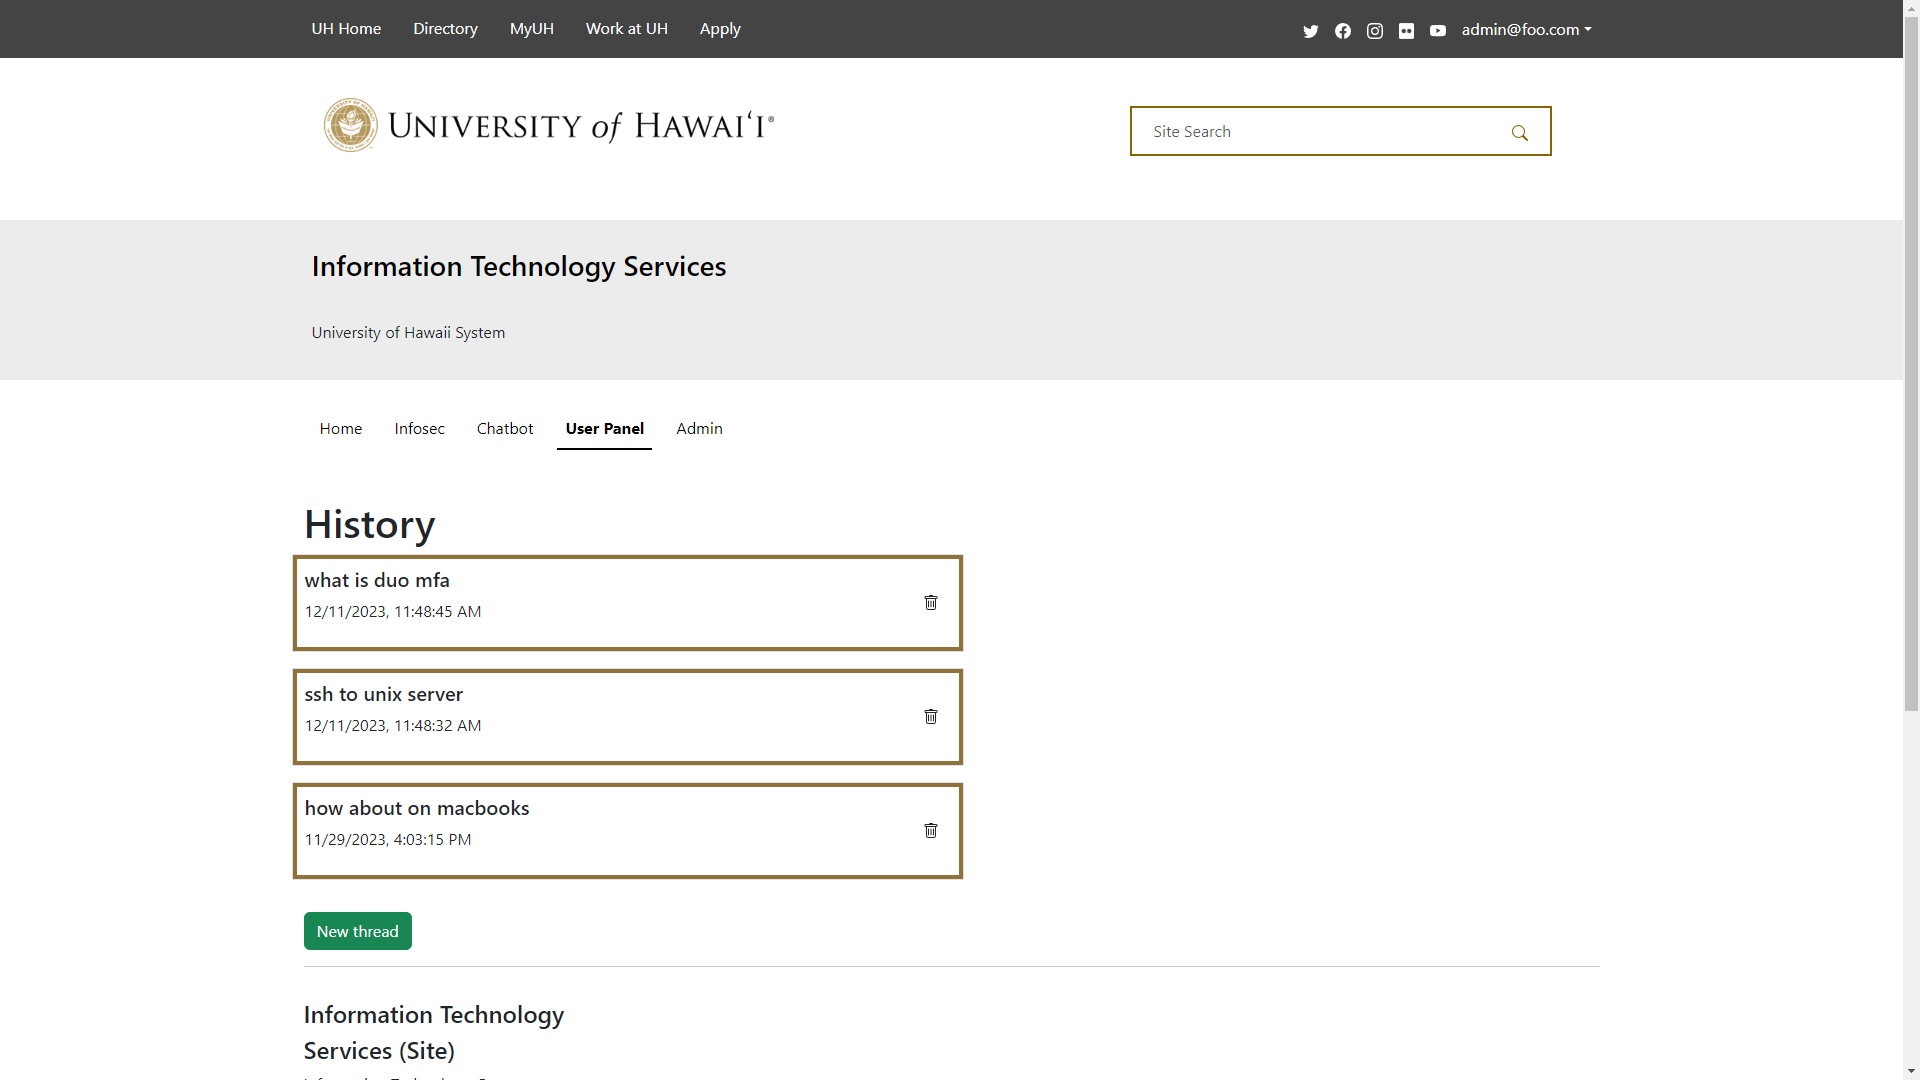 UH Home Directory MyUH Work at UH Apply admin@foo.com
UNIVERSITY of HAWAIʻI®
Site Search
Information Technology Services
University of Hawaii System
Home Infosec Chatbot User Panel Admin
History
what is duo mfa
12/11/2023, 11:48:45 AM
ssh to unix server
12/11/2023, 11:48:32 AM
how about on macbooks
11/29/2023, 4:03:15 PM
New thread
Information Technology
Services (Site)